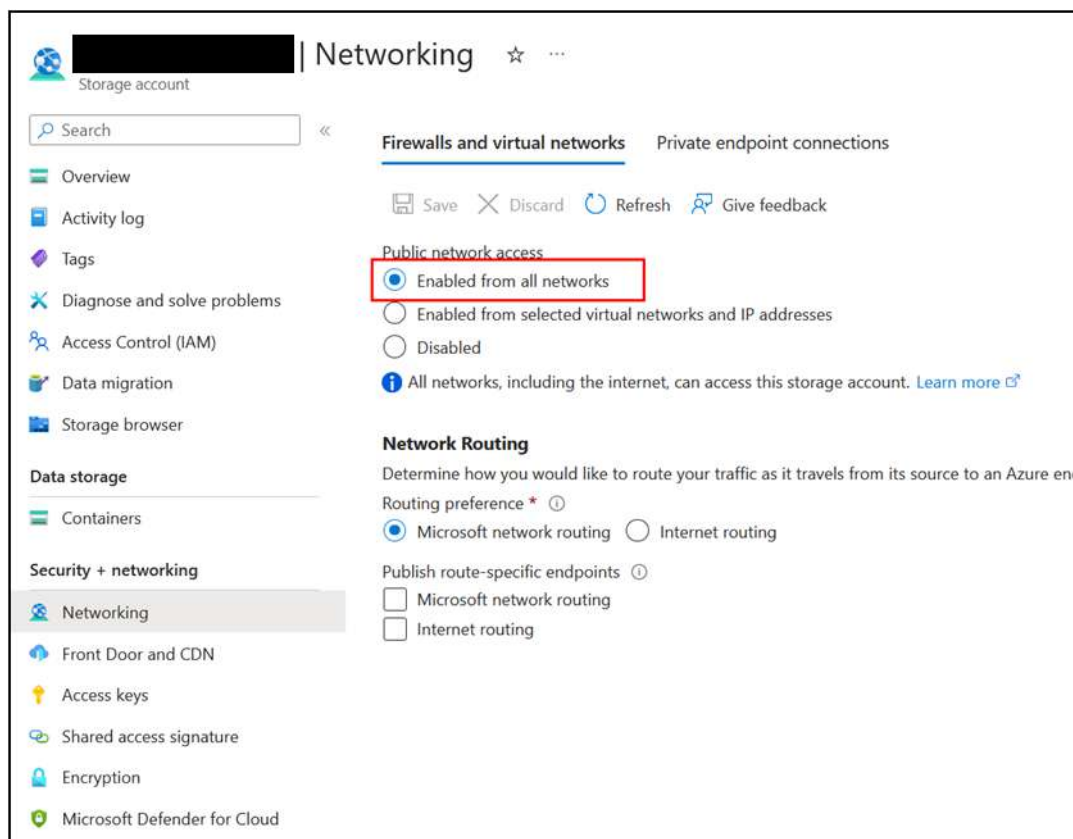 | Networking
Storage account
Search
Overview
Activity log
Tags
Diagnose and solve problems
Access Control (IAM)
Data migration
Storage browser
Data storage
Containers
Security + networking
Networking
Front Door and CDN
Access keys
Shared access signature
Encryption
Microsoft Defender for Cloud
Firewalls and virtual networks Private endpoint connections
Save Discard Refresh Give feedback
Public network access
Enabled from all networks
Enabled from selected virtual networks and IP addresses
Disabled
All networks, including the internet, can access this storage account. Learn more
Network Routing
Determine how you would like to route your traffic as it travels from its source to an Azure en
Routing preference *
Microsoft network routing Internet routing
Publish route-specific endpoints
Microsoft network routing
Internet routing